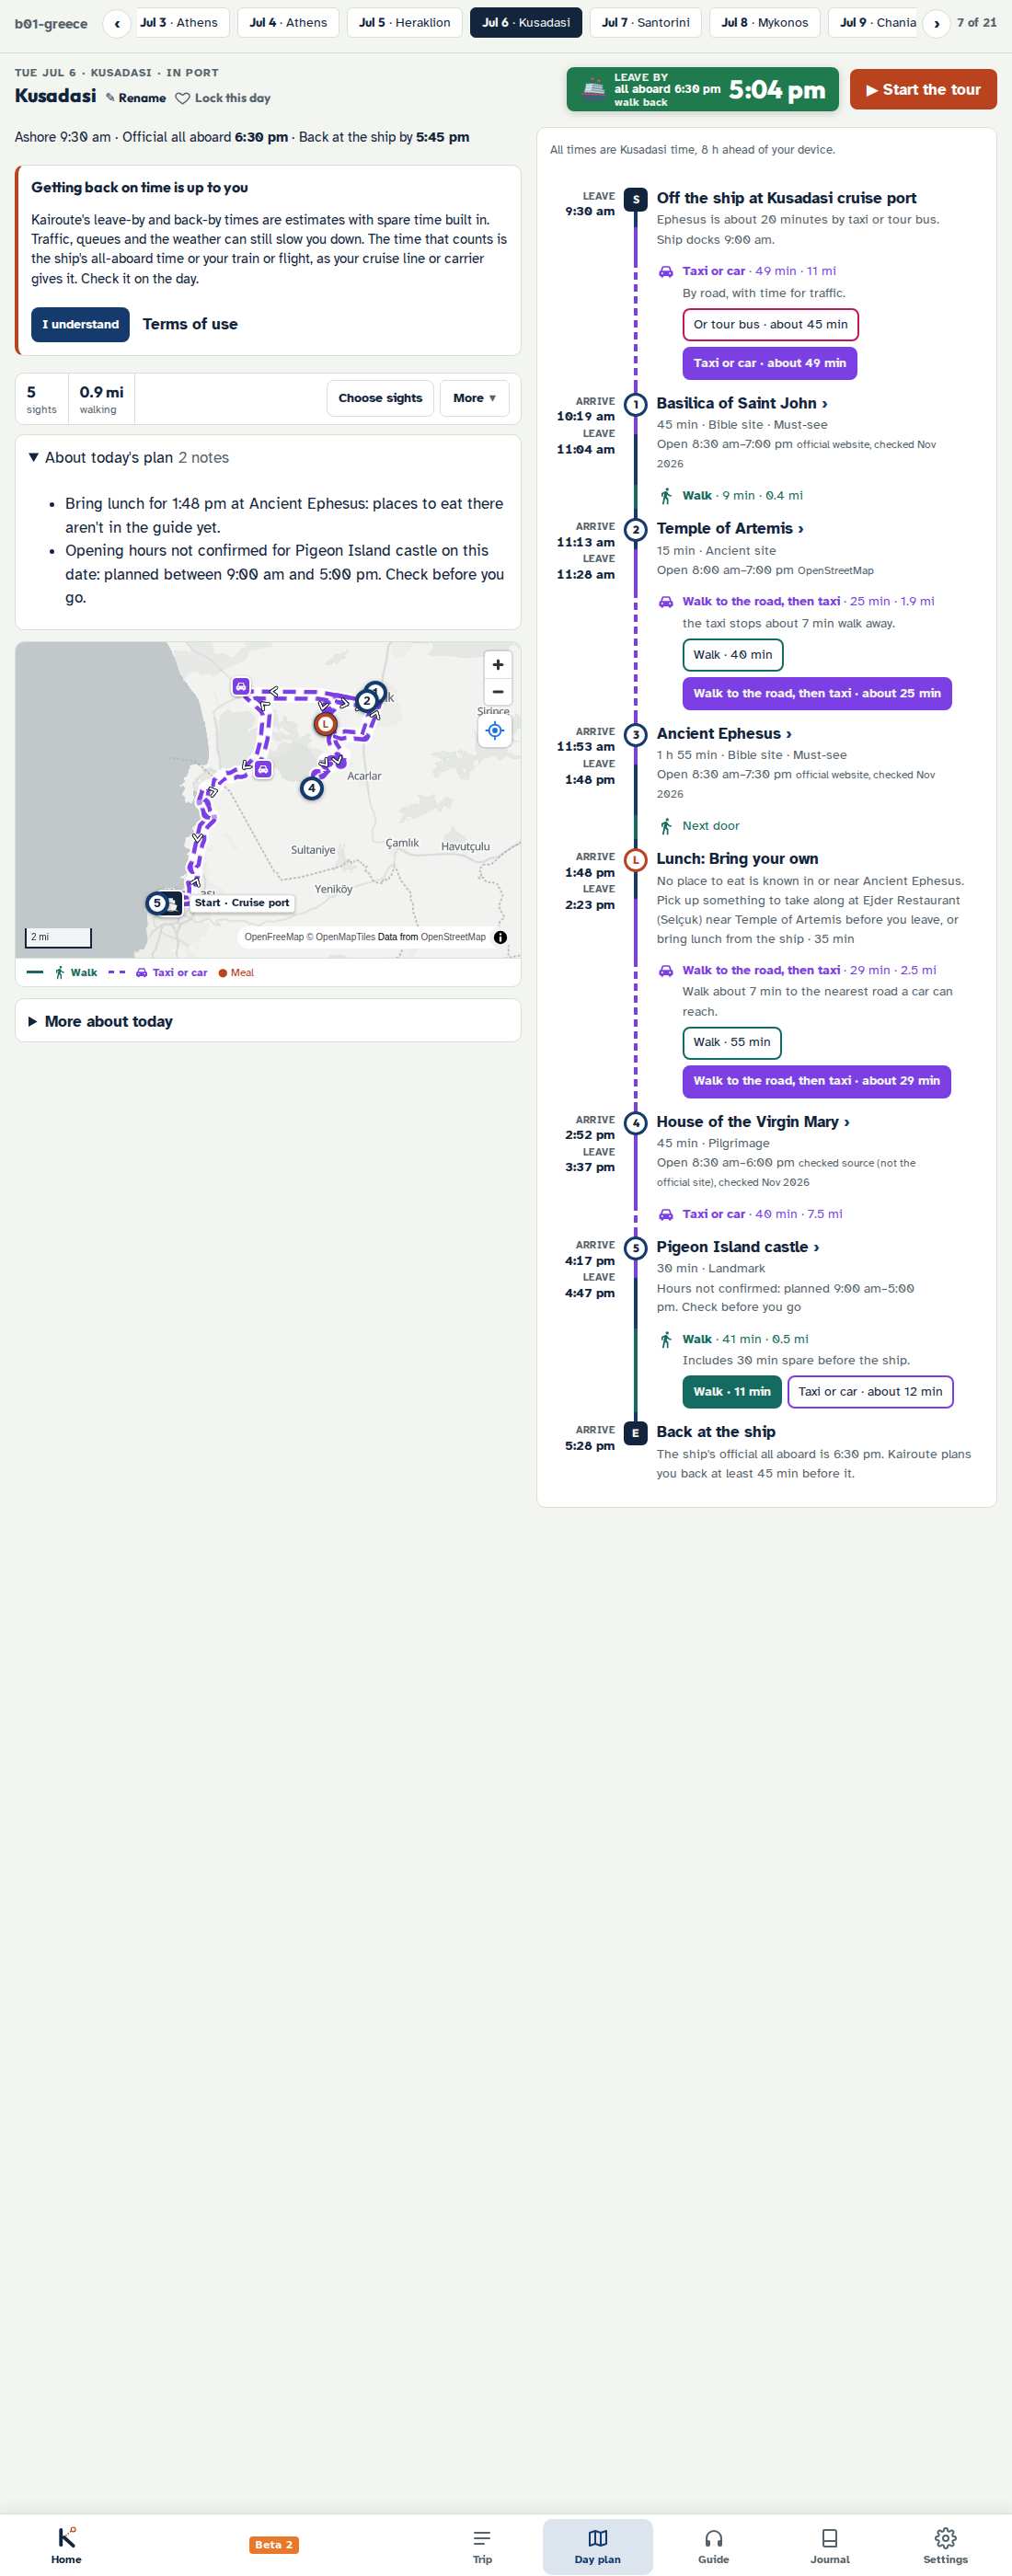 b01-greece
‹
Jul 3 · Athens
Jul 4 · Athens
Jul 5 · Heraklion
Jul 6 · Kusadasi
Jul 7 · Santorini
Jul 8 · Mykonos
Jul 9 · Chania
›
7 of 21
TUE JUL 6 · KUSADASI · IN PORT
Kusadasi ✎ Rename Lock this day
LEAVE BY
all aboard 6:30 pm
walk back
5:04 pm
▶ Start the tour
Ashore 9:30 am · Official all aboard 6:30 pm · Back at the ship by 5:45 pm
Getting back on time is up to you
Kairoute's leave-by and back-by times are estimates with spare time built in.
Traffic, queues and the weather can still slow you down. The time that counts is
the ship's all-aboard time or your train or flight, as your cruise line or carrier
gives it. Check it on the day.
I understand
Terms of use
5
sights
0.9 mi
walking
Choose sights
More ▼
▼ About today's plan 2 notes
• Bring lunch for 1:48 pm at Ancient Ephesus: places to eat there
aren't in the guide yet.
• Opening hours not confirmed for Pigeon Island castle on this
date: planned between 9:00 am and 5:00 pm. Check before you
go.
+
−
1
2
L
4
5
Şirince
Acarlar
Sultaniye
Çamlık
Havutçulu
Yeniköy
Start · Cruise port
2 mi
OpenFreeMap © OpenMapTiles Data from OpenStreetMap
Walk
Taxi or car
Meal
▶ More about today
All times are Kusadasi time, 8 h ahead of your device.
LEAVE
9:30 am
S
Off the ship at Kusadasi cruise port
Ephesus is about 20 minutes by taxi or tour bus.
Ship docks 9:00 am.
Taxi or car · 49 min · 11 mi
By road, with time for traffic.
Or tour bus · about 45 min
Taxi or car · about 49 min
ARRIVE
10:19 am
LEAVE
11:04 am
1
Basilica of Saint John ›
45 min · Bible site · Must-see
Open 8:30 am–7:00 pm official website, checked Nov
2026
Walk · 9 min · 0.4 mi
ARRIVE
11:13 am
LEAVE
11:28 am
2
Temple of Artemis ›
15 min · Ancient site
Open 8:00 am–7:00 pm OpenStreetMap
Walk to the road, then taxi · 25 min · 1.9 mi
the taxi stops about 7 min walk away.
Walk · 40 min
Walk to the road, then taxi · about 25 min
ARRIVE
11:53 am
LEAVE
1:48 pm
3
Ancient Ephesus ›
1 h 55 min · Bible site · Must-see
Open 8:30 am–7:30 pm official website, checked Nov
2026
Next door
ARRIVE
1:48 pm
LEAVE
2:23 pm
L
Lunch: Bring your own
No place to eat is known in or near Ancient Ephesus.
Pick up something to take along at Ejder Restaurant
(Selçuk) near Temple of Artemis before you leave, or
bring lunch from the ship · 35 min
Walk to the road, then taxi · 29 min · 2.5 mi
Walk about 7 min to the nearest road a car can
reach.
Walk · 55 min
Walk to the road, then taxi · about 29 min
ARRIVE
2:52 pm
LEAVE
3:37 pm
4
House of the Virgin Mary ›
45 min · Pilgrimage
Open 8:30 am–6:00 pm checked source (not the
official site), checked Nov 2026
Taxi or car · 40 min · 7.5 mi
ARRIVE
4:17 pm
LEAVE
4:47 pm
5
Pigeon Island castle ›
30 min · Landmark
Hours not confirmed: planned 9:00 am–5:00
pm. Check before you go
Walk · 41 min · 0.5 mi
Includes 30 min spare before the ship.
Walk · 11 min
Taxi or car · about 12 min
ARRIVE
5:28 pm
E
Back at the ship
The ship's official all aboard is 6:30 pm. Kairoute plans
you back at least 45 min before it.
Home
Beta 2
Trip
Day plan
Guide
Journal
Settings